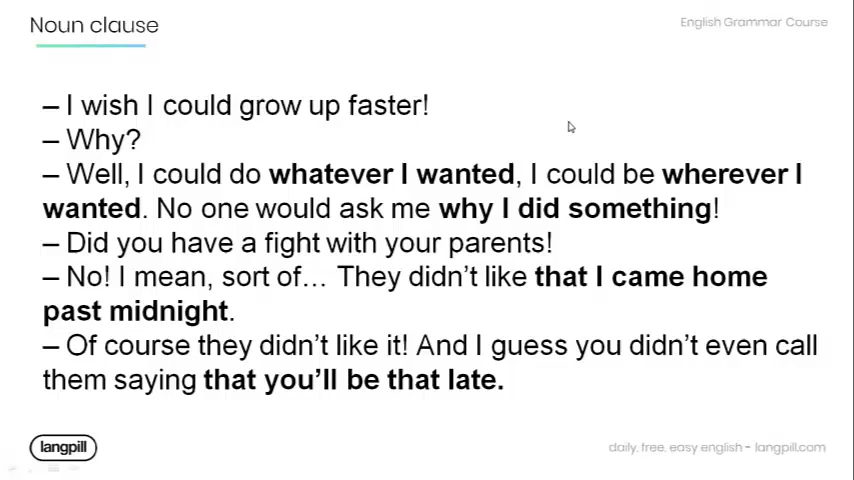 Noun clause
English Grammar Course
– I wish I could grow up faster!
– Why?
– Well, I could do whatever I wanted, I could be wherever I
wanted. No one would ask me why I did something!
– Did you have a fight with your parents!
– No! I mean, sort of… They didn’t like that I came home
past midnight.
– Of course they didn’t like it! And I guess you didn’t even call
them saying that you’ll be that late.
langpill
daily, free, easy english - langpill.com